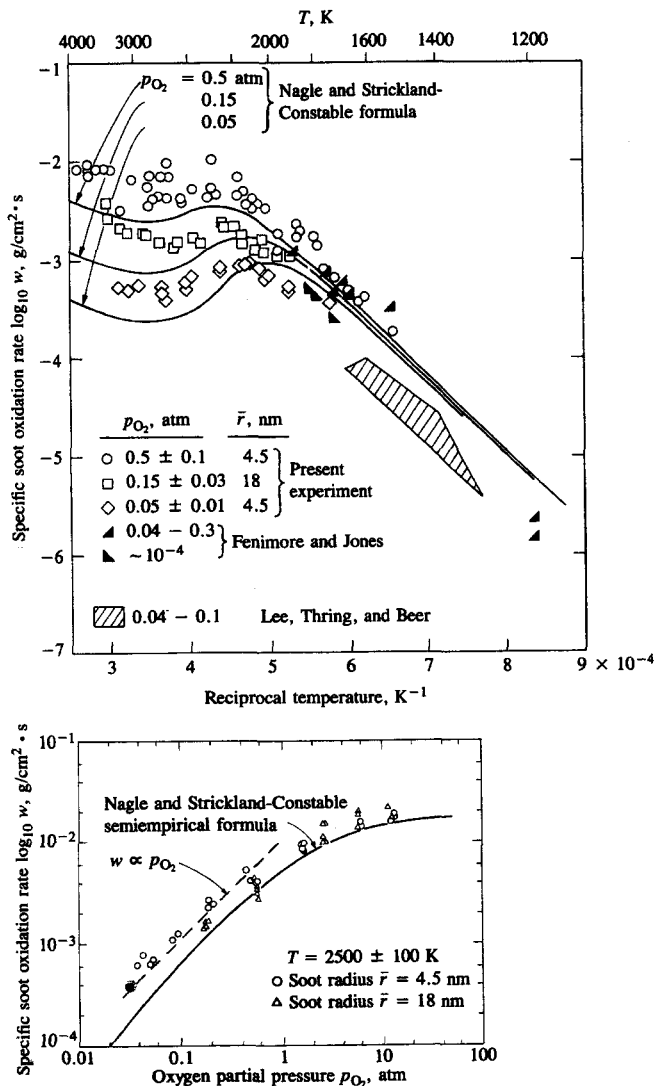 T, K
4000 3000 2000 1600 1400 1200
p_O₂ = 0.5 atm
0.15
0.05
Nagle and Strickland-
Constable formula
-1
-2
-3
-4
-5
-6
-7
Specific soot oxidation rate log₁₀ w, g/cm² • s
p_O₂, atm r̄, nm
○ 0.5 ± 0.1 4.5
□ 0.15 ± 0.03 18
◇ 0.05 ± 0.01 4.5
Present
experiment
0.04 - 0.3
~10⁻⁴
Fenimore and Jones
0.04 - 0.1 Lee, Thring, and Beer
3 4 5 6 7 8 9 × 10⁻⁴
Reciprocal temperature, K⁻¹
10⁻¹
10⁻²
10⁻³
10⁻⁴
Specific soot oxidation rate log₁₀ w, g/cm² • s
Nagle and Strickland-Constable
semiempirical formula
w ∝ p_O₂
T = 2500 ± 100 K
○ Soot radius r̄ = 4.5 nm
△ Soot radius r̄ = 18 nm
0.01 0.1 1 10 100
Oxygen partial pressure p_O₂, atm